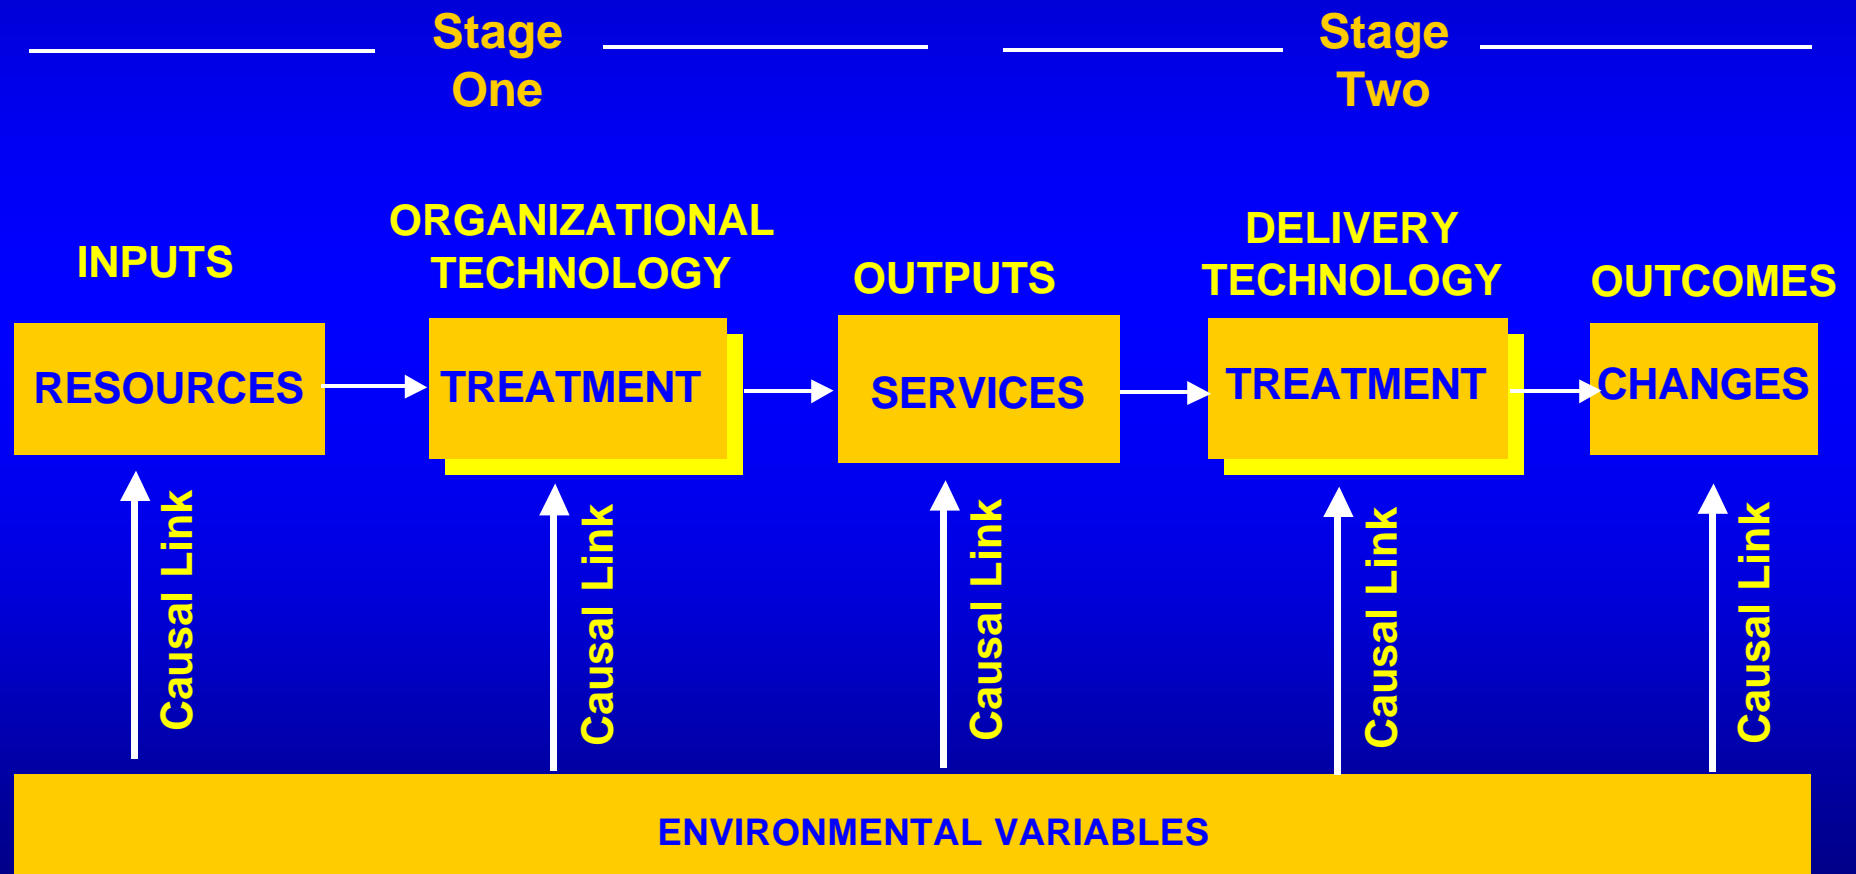 Stage
One
Stage
Two
INPUTS
ORGANIZATIONAL
TECHNOLOGY
OUTPUTS
DELIVERY
TECHNOLOGY
OUTCOMES
RESOURCES
TREATMENT
SERVICES
TREATMENT
CHANGES
Causal Link
Causal Link
Causal Link
Causal Link
Causal Link
ENVIRONMENTAL VARIABLES